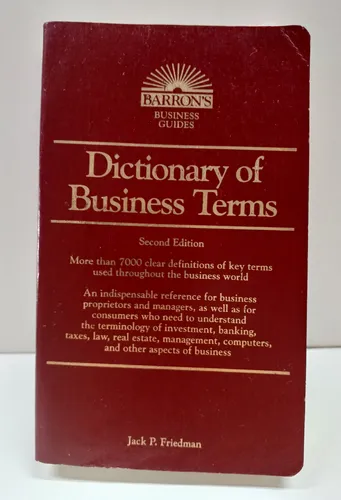 BARRON'S
BUSINESS
GUIDES
Dictionary of
Business Terms
Second Edition
More than 7000 clear definitions of key terms
used throughout the business world
An indispensable reference for business
proprietors and managers, as well as for
consumers who need to understand
the terminology of investment, banking,
taxes, law, real estate, management, computers,
and other aspects of business
Jack P. Friedman